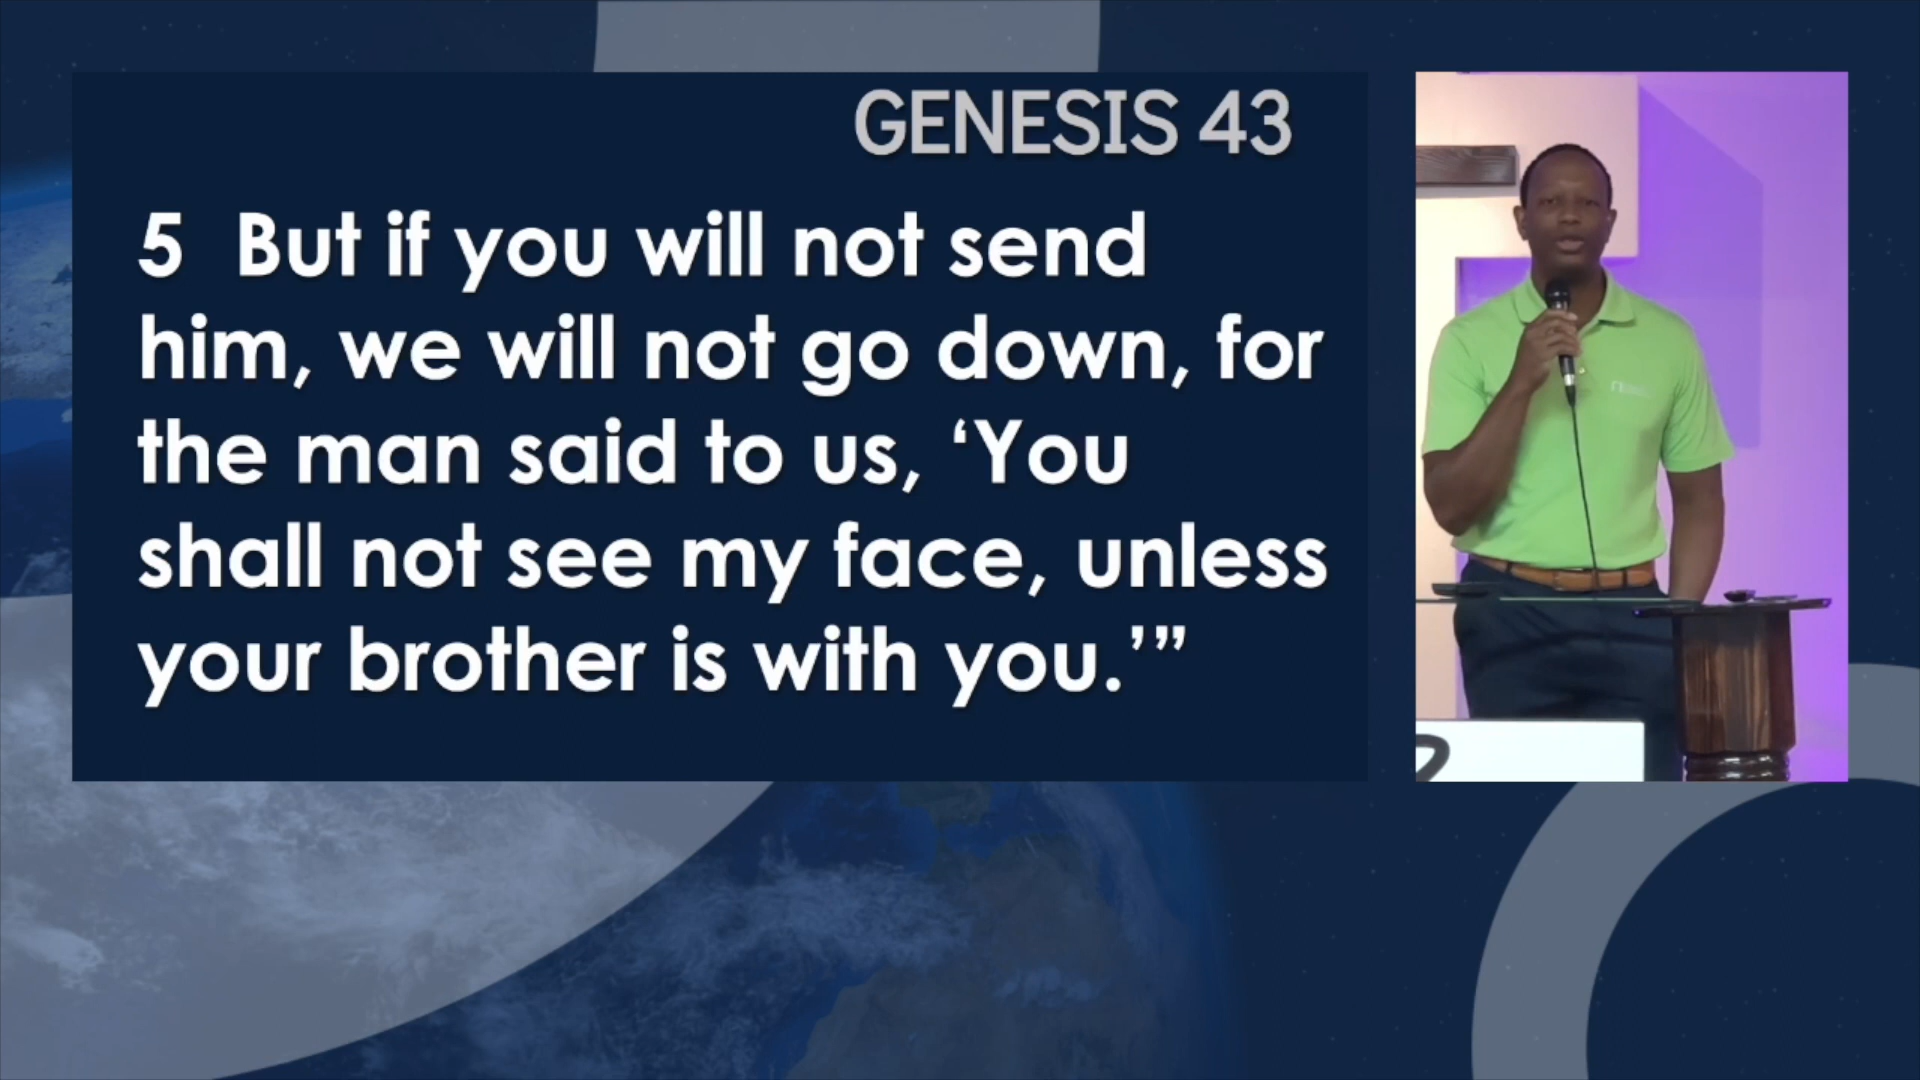 GENESIS 43
5 But if you will not send
him, we will not go down, for
the man said to us, ‘You
shall not see my face, unless
your brother is with you.’”